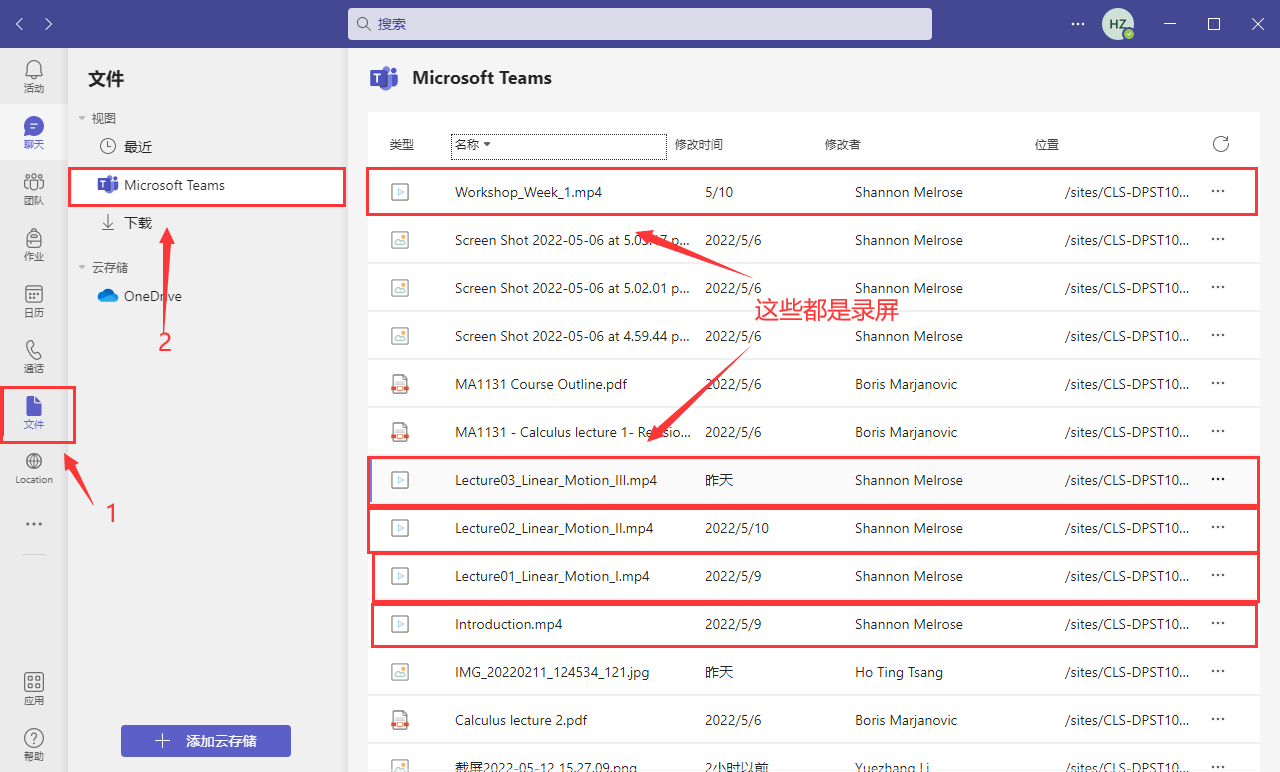 搜索
HZ
活动
聊天
团队
作业
日历
通话
文件
Location
应用
帮助
文件
视图
最近
Microsoft Teams
下载
云存储
OneDrive
添加云存储
1
2
Microsoft Teams
类型 名称 修改时间 修改者 位置
Workshop_Week_1.mp4 5/10 Shannon Melrose /sites/CLS-DPST10...
Screen Shot 2022-05-06 at p... 2022/5/6 Shannon Melrose /sites/CLS-DPST10...
Screen Shot 2022-05-06 at 5.02.01 p... 2022/5/6 Shannon Melrose /sites/CLS-DPST10...
这些都是录屏
Screen Shot 2022-05-06 at 4.59.44 p... 2022/5/6 Shannon Melrose /sites/CLS-DPST10...
MA1131 Course Outline.pdf 2022/5/6 Boris Marjanovic /sites/CLS-DPST10...
MA1131 - Calculus lecture 1- Revisio... 2022/5/6 Boris Marjanovic /sites/CLS-DPST10...
Lecture03_Linear_Motion_III.mp4 昨天 Shannon Melrose /sites/CLS-DPST10...
Lecture02_Linear_Motion_II.mp4 2022/5/10 Shannon Melrose /sites/CLS-DPST10...
Lecture01_Linear_Motion_I.mp4 2022/5/9 Shannon Melrose /sites/CLS-DPST10...
Introduction.mp4 2022/5/9 Shannon Melrose /sites/CLS-DPST10...
IMG_20220211_124534_121.jpg 昨天 Ho Ting Tsang /sites/CLS-DPST10...
Calculus lecture 2.pdf 2022/5/6 Boris Marjanovic /sites/CLS-DPST10...
截屏2022-05-12 15.27.09.png 2小时以前 Yuezhang Li /sites/CLS-DPST10...